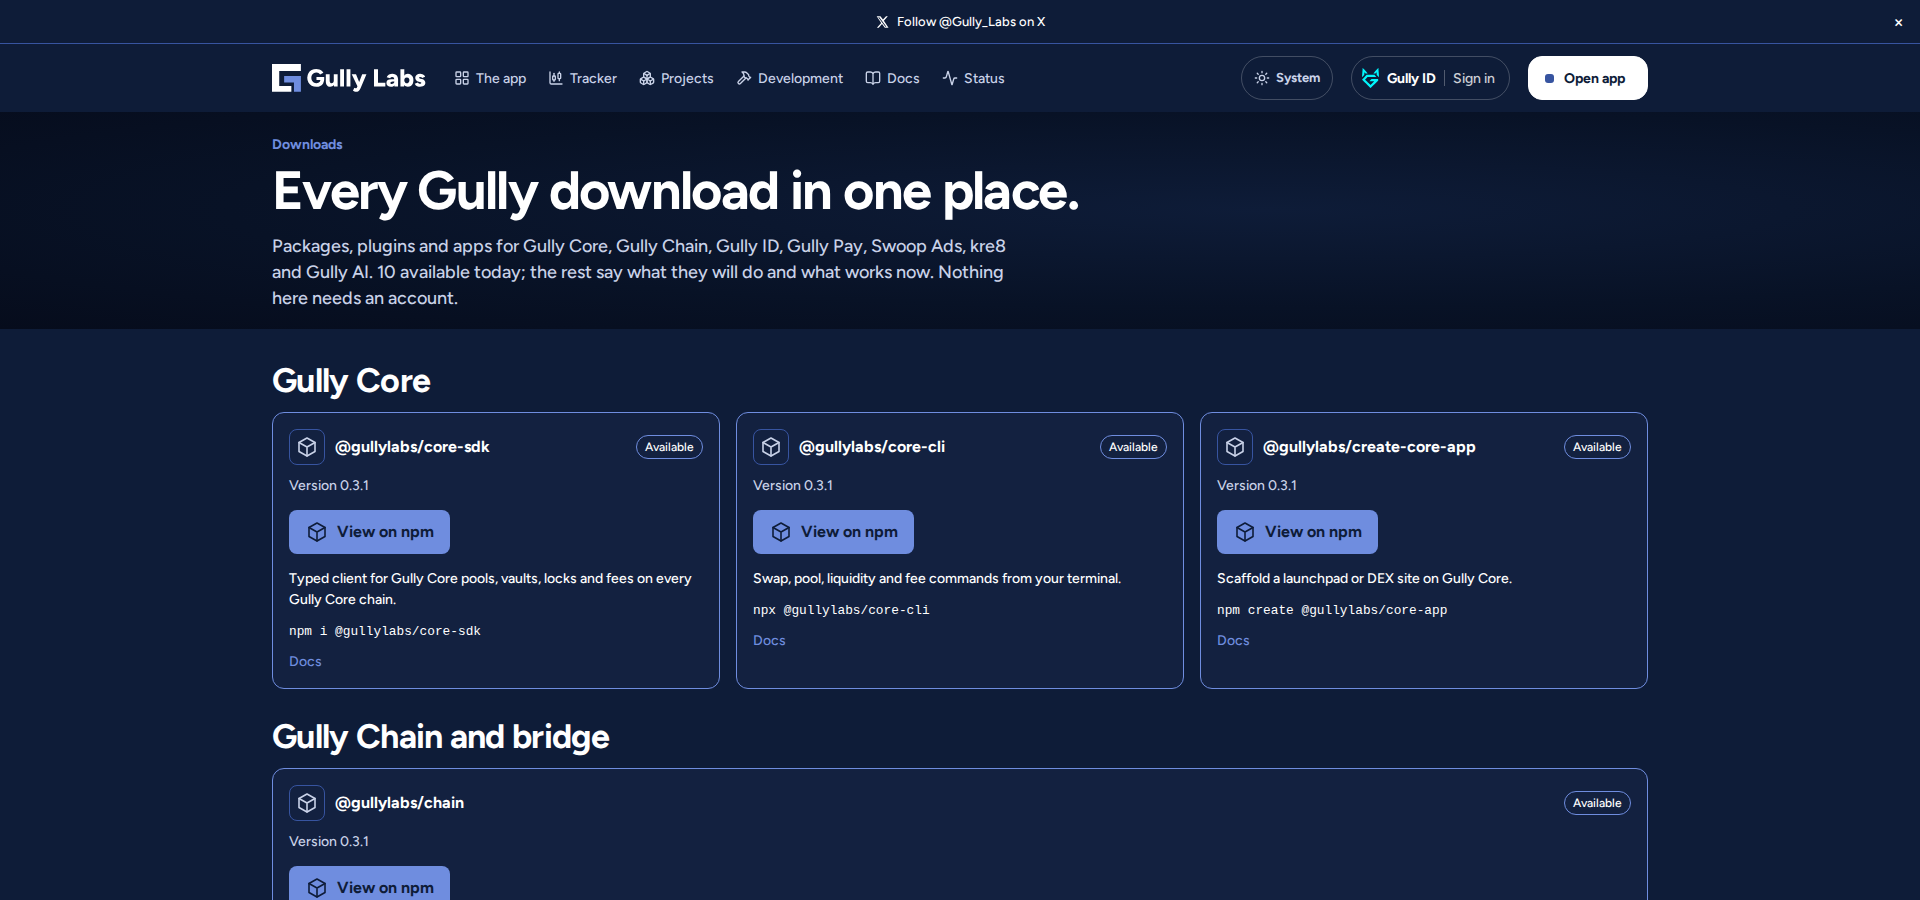 Follow @Gully_Labs on X
×
Gully Labs
The app
Tracker
Projects
Development
Docs
Status
System
Gully ID
Sign in
Open app
Downloads
Every Gully download in one place.
Packages, plugins and apps for Gully Core, Gully Chain, Gully ID, Gully Pay, Swoop Ads, kre8
and Gully AI. 10 available today; the rest say what they will do and what works now. Nothing
here needs an account.
Gully Core
@gullylabs/core-sdk
Available
Version 0.3.1
View on npm
Typed client for Gully Core pools, vaults, locks and fees on every
Gully Core chain.
npm i @gullylabs/core-sdk
Docs
@gullylabs/core-cli
Available
Version 0.3.1
View on npm
Swap, pool, liquidity and fee commands from your terminal.
npx @gullylabs/core-cli
Docs
@gullylabs/create-core-app
Available
Version 0.3.1
View on npm
Scaffold a launchpad or DEX site on Gully Core.
npm create @gullylabs/core-app
Docs
Gully Chain and bridge
@gullylabs/chain
Available
Version 0.3.1
View on npm